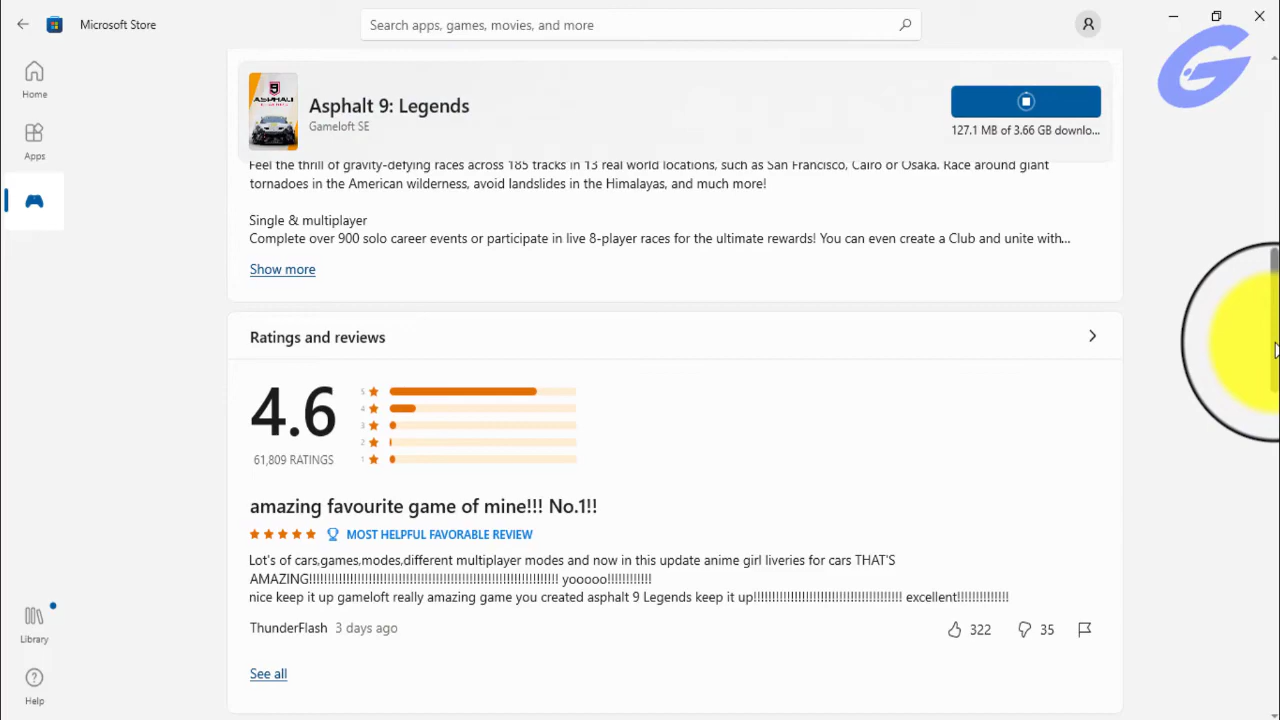 Microsoft Store
Search apps, games, movies, and more
Home
Apps
ASPHALT
Asphalt 9: Legends
Gameloft SE
127.1 MB of 3.66 GB downlo...
Feel the thrill of gravity-defying races across 185 tracks in 13 real world locations, such as San Francisco, Cairo or Osaka. Race around giant
tornadoes in the American wilderness, avoid landslides in the Himalayas, and much more!
Single & multiplayer
Complete over 900 solo career events or participate in live 8-player races for the ultimate rewards! You can even create a Club and unite with...
Show more
Ratings and reviews
4.6
61,809 RATINGS
5
4
3
2
1
amazing favourite game of mine!!! No.1!!
MOST HELPFUL FAVORABLE REVIEW
Lot's of cars,games,modes,different multiplayer modes and now in this update anime girl liveries for cars THAT'S
AMAZING!!!!!!!!!!!!!!!!!!!!!!!!!!!!!!!!!!!!!!!!!!!!!!!!!!!!!!!!!!!!!!!! yooooo!!!!!!!!!!!!
nice keep it up gameloft really amazing game you created asphalt 9 Legends keep it up!!!!!!!!!!!!!!!!!!!!!!!!!!!!!!!!!!!!!!!! excellent!!!!!!!!!!!!!!
ThunderFlash 3 days ago
322
35
See all
Library
Help